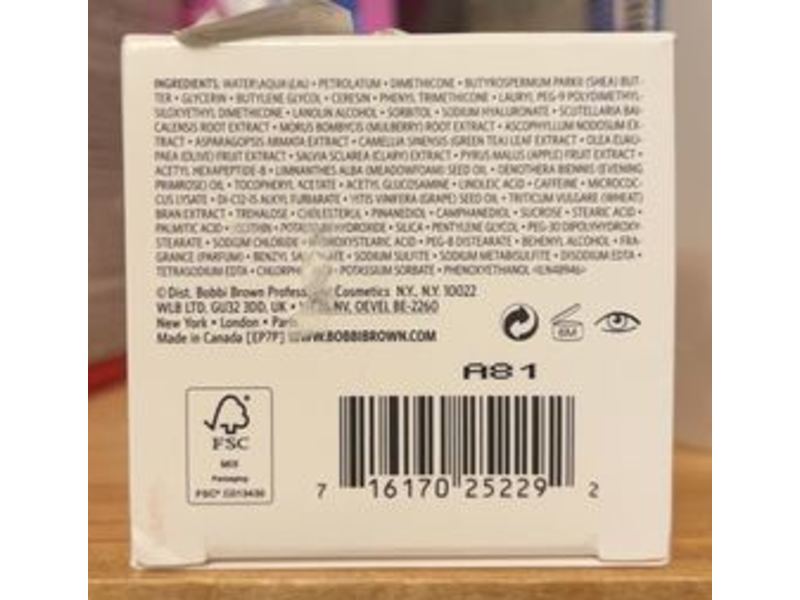 INGREDIENTS: WATER\AQUA\EAU • PETROLATUM • DIMETHICONE • BUTYROSPERMUM PARKII (SHEA) BUT-
TER • GLYCERIN • BUTYLENE GLYCOL • CERESIN • PHENYL TRIMETHICONE • LAURYL PEG-9 POLYDIMETHYL-
SILOXYETHYL DIMETHICONE • LANOLIN ALCOHOL • SORBITOL • SODIUM HYALURONATE • SCUTELLARIA BAI-
CALENSIS ROOT EXTRACT • MORUS BOMBYCIS (MULBERRY) ROOT EXTRACT • ASCOPHYLLUM NODOSUM EX-
TRACT • ASPARAGOPSIS ARMATA EXTRACT • CAMELLIA SINENSIS (GREEN TEA) LEAF EXTRACT • OLEA EURO-
PAEA (OLIVE) FRUIT EXTRACT • SALVIA SCLAREA (CLARY) EXTRACT • PYRUS MALUS (APPLE) FRUIT EXTRACT •
ACETYL HEXAPEPTIDE-8 • LIMNANTHES ALBA (MEADOWFOAM) SEED OIL • OENOTHERA BIENNIS (EVENING
PRIMROSE) OIL • TOCOPHERYL ACETATE • ACETYL GLUCOSAMINE • LINOLEIC ACID • CAFFEINE • MICROCOC-
CUS LYSATE • DI-C12-15 ALKYL FUMARATE • VITIS VINIFERA (GRAPE) SEED OIL • TRITICUM VULGARE (WHEAT)
BRAN EXTRACT • TREHALOSE • CHOLESTEROL • PINANEDIOL • CAMPHANEDIOL • SUCROSE • STEARIC ACID •
PALMITIC ACID • LECITHIN • POTASSIUM HYDROXIDE • SILICA • PENTYLENE GLYCOL • PEG-30 DIPOLYHYDROXY-
STEARATE • SODIUM CHLORIDE • HYDROXYSTEARIC ACID • PEG-8 DISTEARATE • BEHENYL ALCOHOL • FRA-
GRANCE (PARFUM) • BENZYL • SODIUM SULFITE • SODIUM METABISULFITE • DISODIUM EDTA •
TETRASODIUM EDTA • • POTASSIUM SORBATE • PHENOXYETHANOL <ILN48946>
© Dist. Bobbi Brown Cosmetics N.Y., N.Y. 10022
WLB LTD, GU32 3DD, UK • NV, OEVEL BE-2260
New York • London •
Made in Canada [EP7P] WWW.BOBBIBROWN.COM
6M
A81
FSC
MIX
Packaging
FSC®
7 16170 25229 2